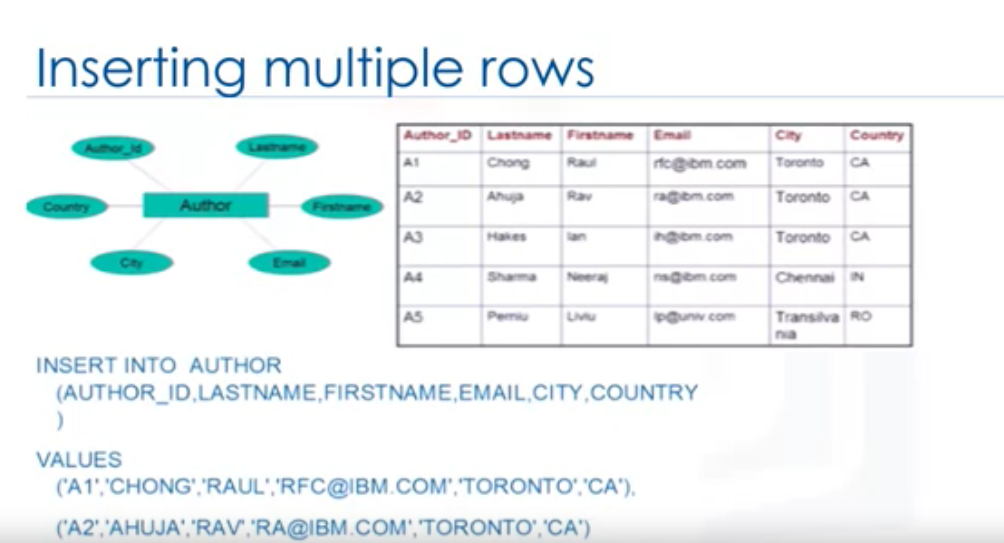 Inserting multiple rows
Author_Id
Lastname
Country
Author
Firstname
City
Email
Author_ID Lastname Firstname Email City Country
A1 Chong Raul rfc@ibm.com Toronto CA
A2 Ahuja Rav ra@ibm.com Toronto CA
A3 Hakes Ian ih@ibm.com Toronto CA
A4 Sharma Neeraj ns@ibm.com Chennai IN
A5 Perniu Liviu lp@univ.com Transilva RO
nia
INSERT INTO AUTHOR
(AUTHOR_ID,LASTNAME,FIRSTNAME,EMAIL,CITY,COUNTRY
)
VALUES
('A1','CHONG','RAUL','RFC@IBM.COM','TORONTO','CA'),
('A2','AHUJA','RAV','RA@IBM.COM','TORONTO','CA')